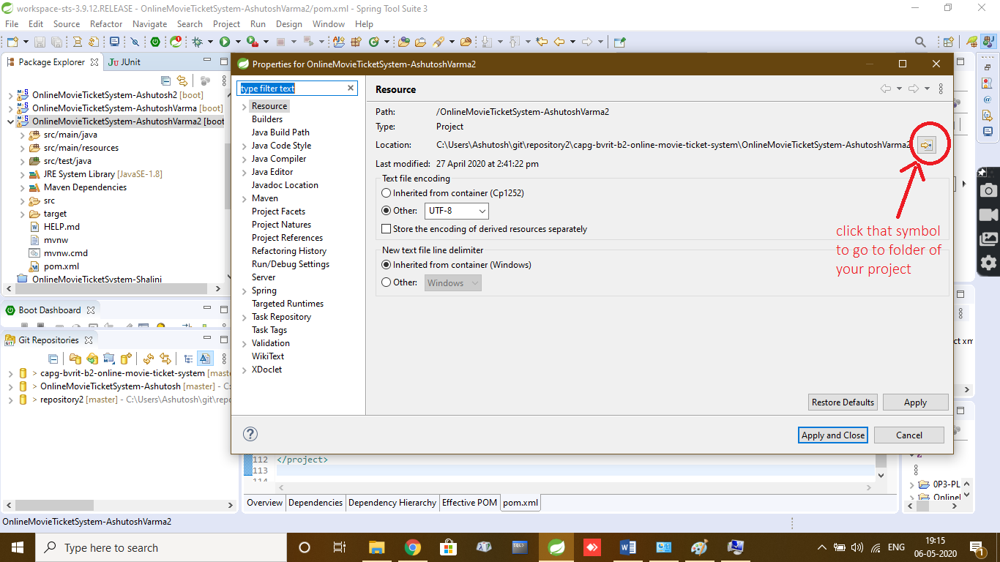 workspace-sts-3.9.12.RELEASE - OnlineMovieTicketSystem-AshutoshVarma2/pom.xml - Spring Tool Suite 3
File Edit Source Refactor Navigate Search Project Run Design Window Help
Package Explorer JUnit
OnlineMovieTicketSystem-Ashutosh2 [boot]
OnlineMovieTicketSystem-AshutoshVarma [boot]
OnlineMovieTicketSystem-AshutoshVarma2 [boot
src/main/java
src/main/resources
src/test/java
JRE System Library [JavaSE-1.8]
Maven Dependencies
src
target
HELP.md
mvnw
mvnw.cmd
pom.xml
OnlineMovieTicketSystem-Shalini
Boot Dashboard
Git Repositories
> capg-bvrit-b2-online-movie-ticket-system [mast
> OnlineMovieTicketSystem-Ashutosh [master] - C:
> repository2 [master] - C:\Users\Ashutosh\git\repo
Properties for OnlineMovieTicketSystem-AshutoshVarma2
type filter text
Resource
Builders
Java Build Path
Java Code Style
Java Compiler
Java Editor
Javadoc Location
Maven
Project Facets
Project Natures
Project References
Refactoring History
Run/Debug Settings
Server
Spring
Targeted Runtimes
Task Repository
Task Tags
Validation
WikiText
XDoclet
Resource
Path: /OnlineMovieTicketSystem-AshutoshVarma2
Type: Project
Location: C:\Users\Ashutosh\git\repository2\capg-bvrit-b2-online-movie-ticket-system\OnlineMovieTicketSystem-AshutoshVarma2
Last modified: 27 April 2020 at 2:41:22 pm
Text file encoding
Inherited from container (Cp1252)
Other: UTF-8
Store the encoding of derived resources separately
New text file line delimiter
Inherited from container (Windows)
Other: Windows
click that symbol
to go to folder of
your project
Restore Defaults Apply
Apply and Close Cancel
ct xm
112 </project>
113
114
0P3-PL
Onlinel
Overview Dependencies Dependency Hierarchy Effective POM pom.xml
OnlineMovieTicketSystem-AshutoshVarma2
Type here to search
ENG
19:15
06-05-2020
1